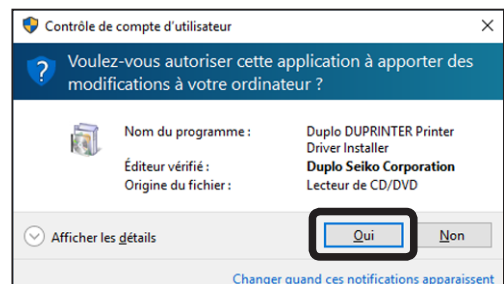 Contrôle de compte d'utilisateur
Voulez-vous autoriser cette application à apporter des
modifications à votre ordinateur ?
Nom du programme : Duplo DUPRINTER Printer
Driver Installer
Éditeur vérifié : Duplo Seiko Corporation
Origine du fichier : Lecteur de CD/DVD
Afficher les détails Oui Non
Changer quand ces notifications apparaissent